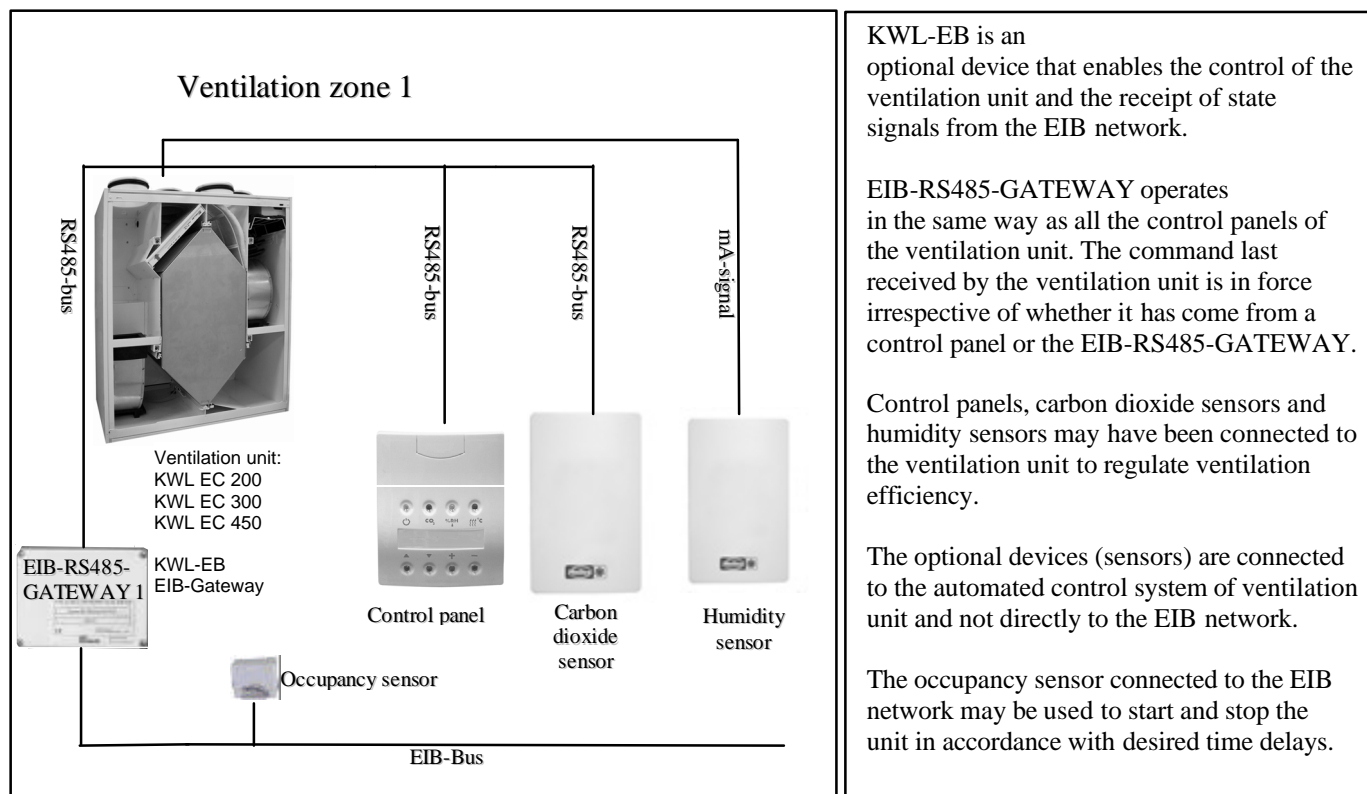 Ventilation zone 1
RS485-bus
RS485-bus
RS485-bus
mA-signal
Ventilation unit:
KWL EC 200
KWL EC 300
KWL EC 450
KWL-EB
EIB-Gateway
EIB-RS485-
GATEWAY 1
CO2
%RH
°C
Control panel
Carbon
dioxide
sensor
Humidity
sensor
Occupancy sensor
EIB-Bus
KWL-EB is an
optional device that enables the control of the
ventilation unit and the receipt of state
signals from the EIB network.
EIB-RS485-GATEWAY operates
in the same way as all the control panels of
the ventilation unit. The command last
received by the ventilation unit is in force
irrespective of whether it has come from a
control panel or the EIB-RS485-GATEWAY.
Control panels, carbon dioxide sensors and
humidity sensors may have been connected to
the ventilation unit to regulate ventilation
efficiency.
The optional devices (sensors) are connected
to the automated control system of ventilation
unit and not directly to the EIB network.
The occupancy sensor connected to the EIB
network may be used to start and stop the
unit in accordance with desired time delays.